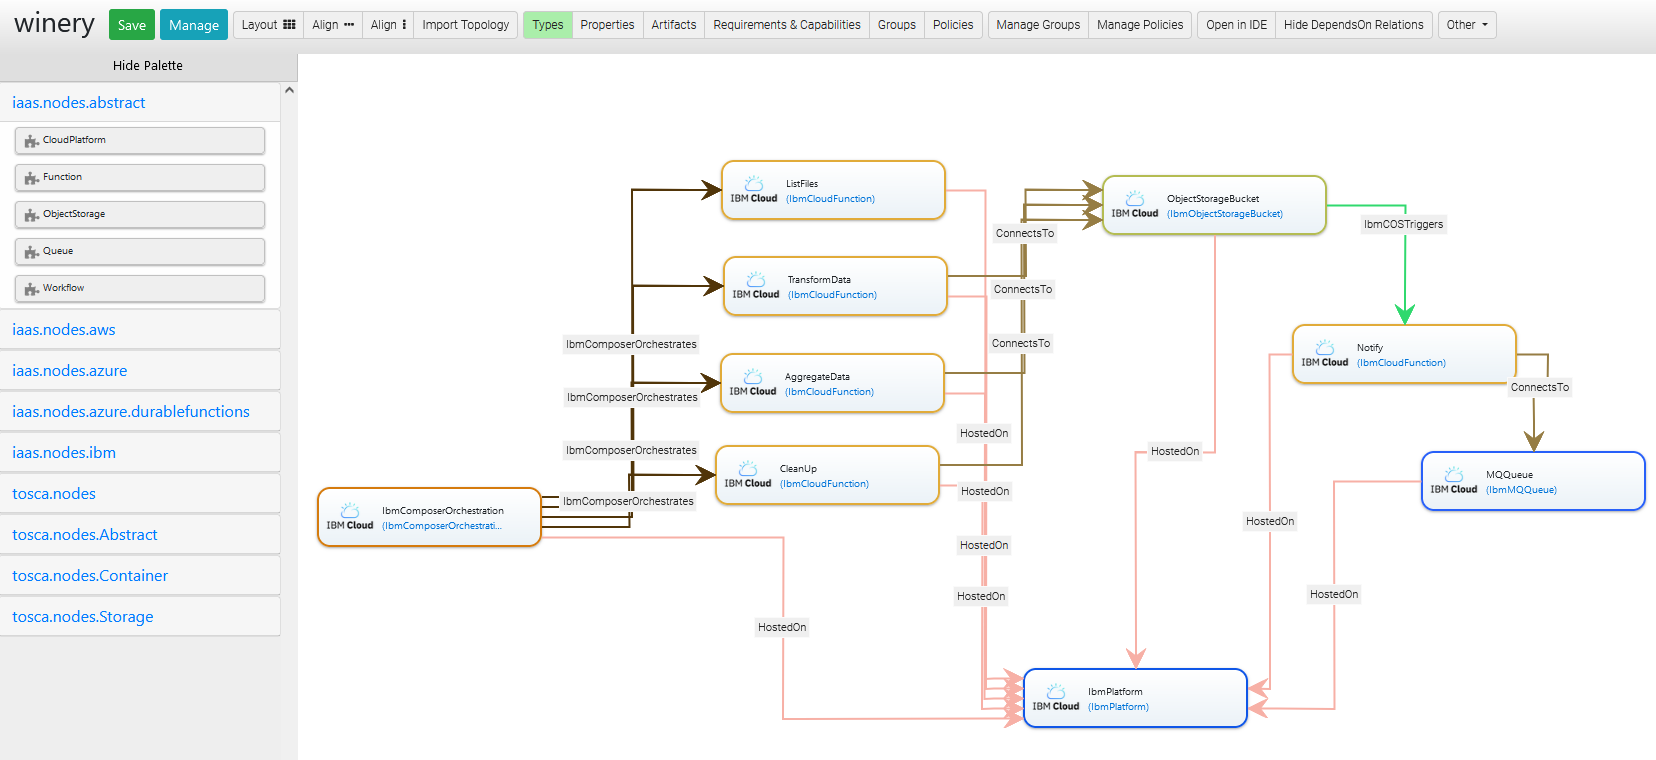 winery
Save
Manage
Layout
Align
Align
Import Topology
Types
Properties
Artifacts
Requirements & Capabilities
Groups
Policies
Manage Groups
Manage Policies
Open in IDE
Hide DependsOn Relations
Other
Hide Palette
iaas.nodes.abstract
CloudPlatform
Function
ObjectStorage
Queue
Workflow
iaas.nodes.aws
iaas.nodes.azure
iaas.nodes.azure.durablefunctions
iaas.nodes.ibm
tosca.nodes
tosca.nodes.Abstract
tosca.nodes.Container
tosca.nodes.Storage
IBM Cloud
ListFiles
(IbmCloudFunction)
IBM Cloud
ObjectStorageBucket
(IbmObjectStorageBucket)
ConnectsTo
IbmCOSTriggers
IBM Cloud
TransformData
(IbmCloudFunction)
ConnectsTo
IbmComposerOrchestrates
ConnectsTo
IBM Cloud
Notify
(IbmCloudFunction)
IBM Cloud
AggregateData
(IbmCloudFunction)
IbmComposerOrchestrates
ConnectsTo
HostedOn
IbmComposerOrchestrates
HostedOn
IBM Cloud
CleanUp
(IbmCloudFunction)
HostedOn
IBM Cloud
MQQueue
(IbmMQQueue)
IbmComposerOrchestrates
IBM Cloud
IbmComposerOrchestration
(IbmComposerOrchestrati...
HostedOn
HostedOn
HostedOn
HostedOn
HostedOn
IBM Cloud
IbmPlatform
(IbmPlatform)